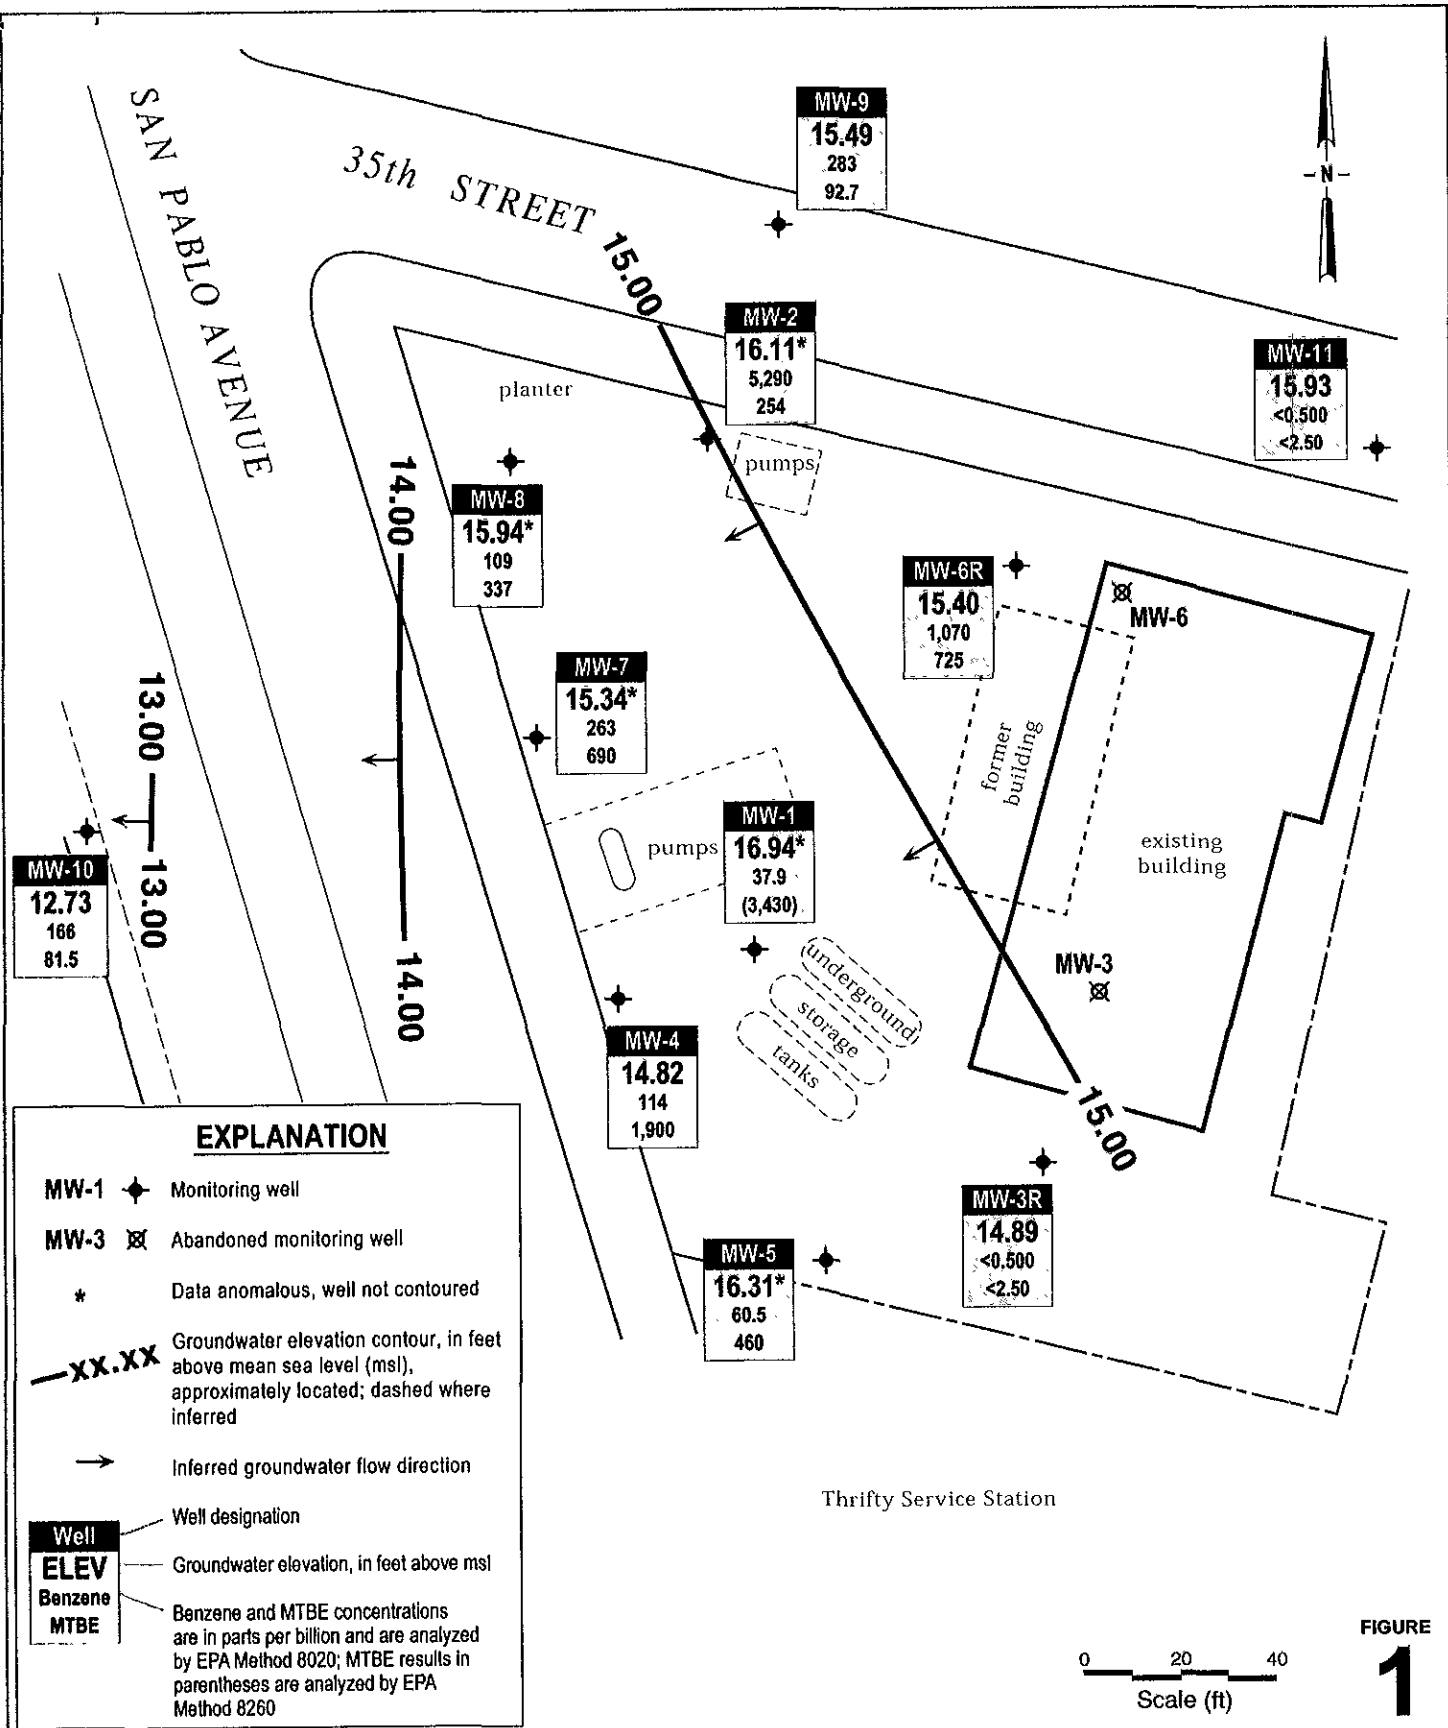 SAN PABLO AVENUE
35th STREET
MW-9
15.49
283
92.7
N
15.00
MW-2
16.11*
5,290
254
planter
pumps
MW-11
15.93
<0.500
<2.50
14.00
MW-8
15.94*
109
337
MW-6R
15.40
1,070
725
MW-6
MW-7
15.34*
263
690
13.00
former
building
existing
building
pumps
MW-1
16.94*
37.9
(3,430)
MW-10
12.73
166
81.5
13.00
14.00
MW-3
underground
storage
tanks
MW-4
14.82
114
1,900
15.00
MW-3R
14.89
<0.500
<2.50
MW-5
16.31*
60.5
460
EXPLANATION
MW-1 Monitoring well
MW-3 Abandoned monitoring well
* Data anomalous, well not contoured
XX.XX
Groundwater elevation contour, in feet
above mean sea level (msl),
approximately located; dashed where
inferred
Inferred groundwater flow direction
Well
ELEV
Benzene
MTBE
Well designation
Groundwater elevation, in feet above msl
Benzene and MTBE concentrations
are in parts per billion and are analyzed
by EPA Method 8020; MTBE results in
parentheses are analyzed by EPA
Method 8260
Thrifty Service Station
0 20 40
Scale (ft)
FIGURE
1